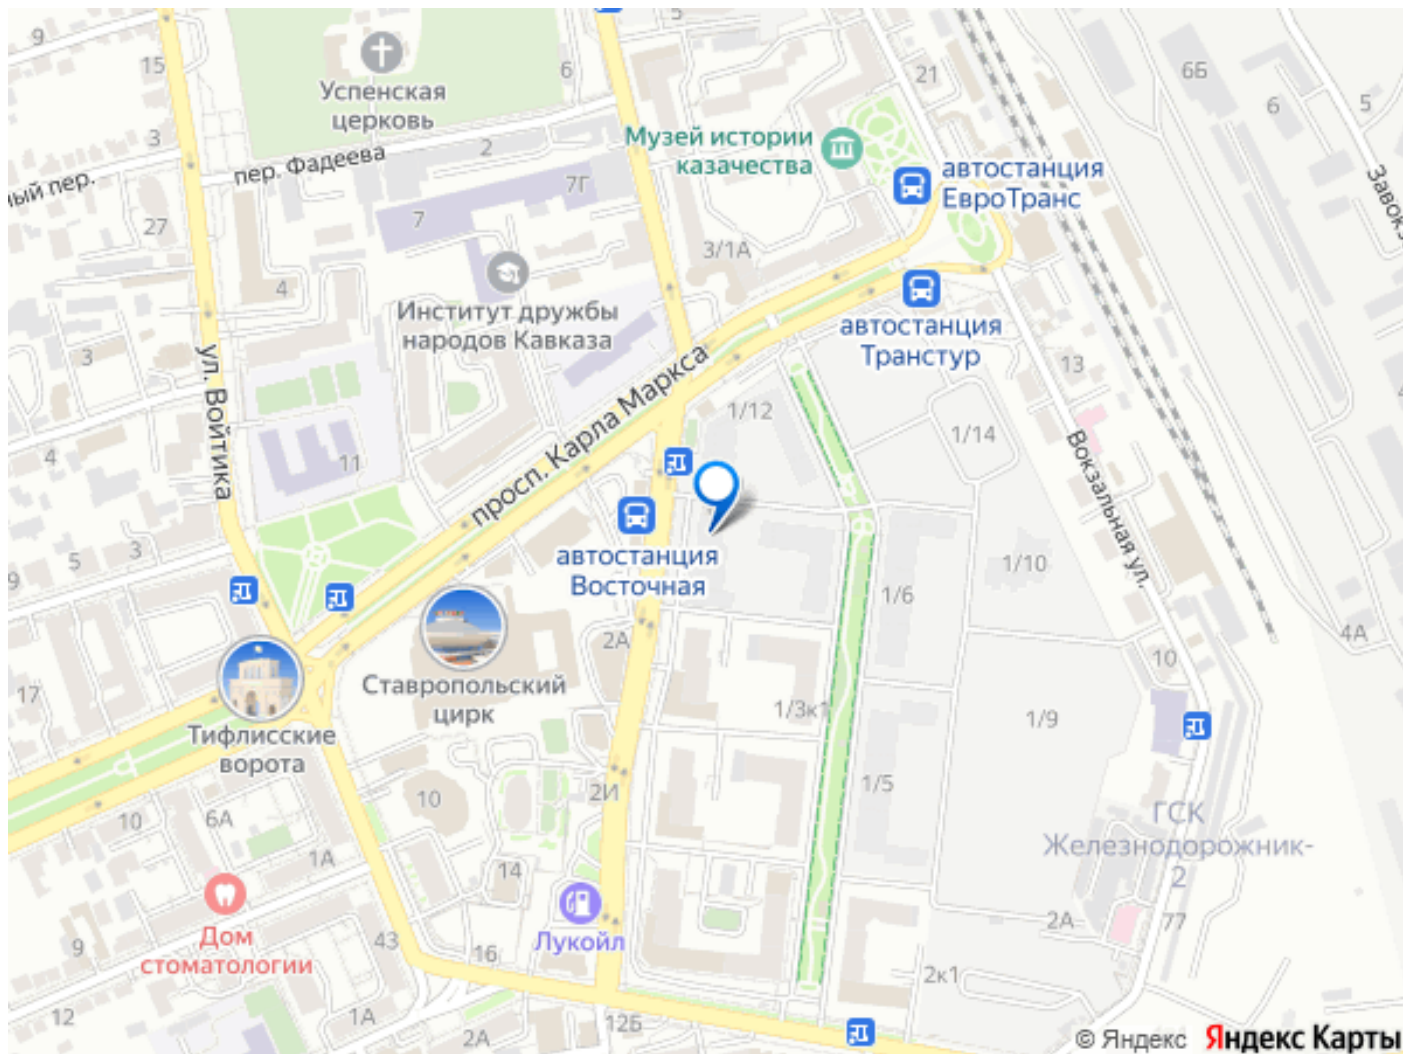 9
15
3
ный пер.
27
Успенская
церковь
6
5
пер. Фадеева
2
7Г
7
4
Институт дружбы
народов Кавказа
3
ул. Войтика
4
11
Музей истории
казачества
21
автостанция
ЕвроТранс
3/1А
автостанция
Транстур
6Б
6
5
Завокз
13
просп. Карла Маркса
1/12
1/14
Вокзальная ул.
5
3
9
автостанция
Восточная
1/10
1/6
4А
2А
Ставропольский
цирк
17
Тифлисские
ворота
1/3к1
1/9
10
10
6А
1А
10
2И
1/5
ГСК
Железнодорожник-
2
14
Дом
стоматологии
9
43
16
Лукойл
2А
77
2к1
12
1А
2А
12Б
© Яндекс Яндекс Карты